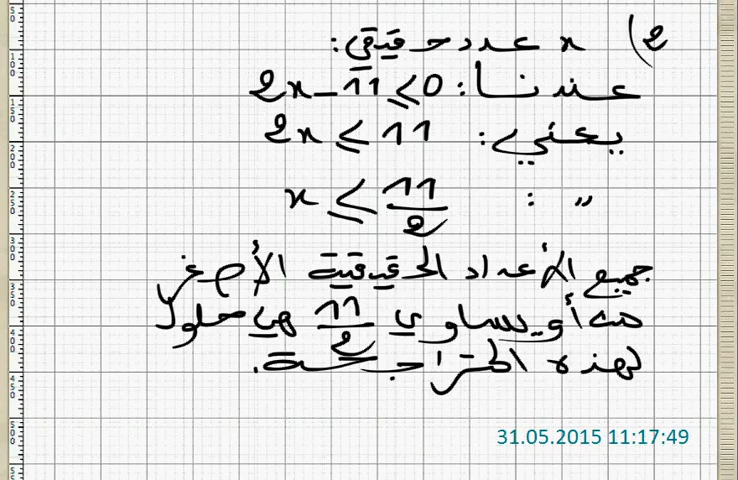 2) x عدد حقيقي:
عندنا: 2x-11⩽0
يعني: 2x ⩽ 11
〃 : x ⩽ 11/2
جميع الأعداد الحقيقية الأصغر
من أو يساوي 11/2 هي حلول
لهذه المتراجحة.
31.05.2015 11:17:49